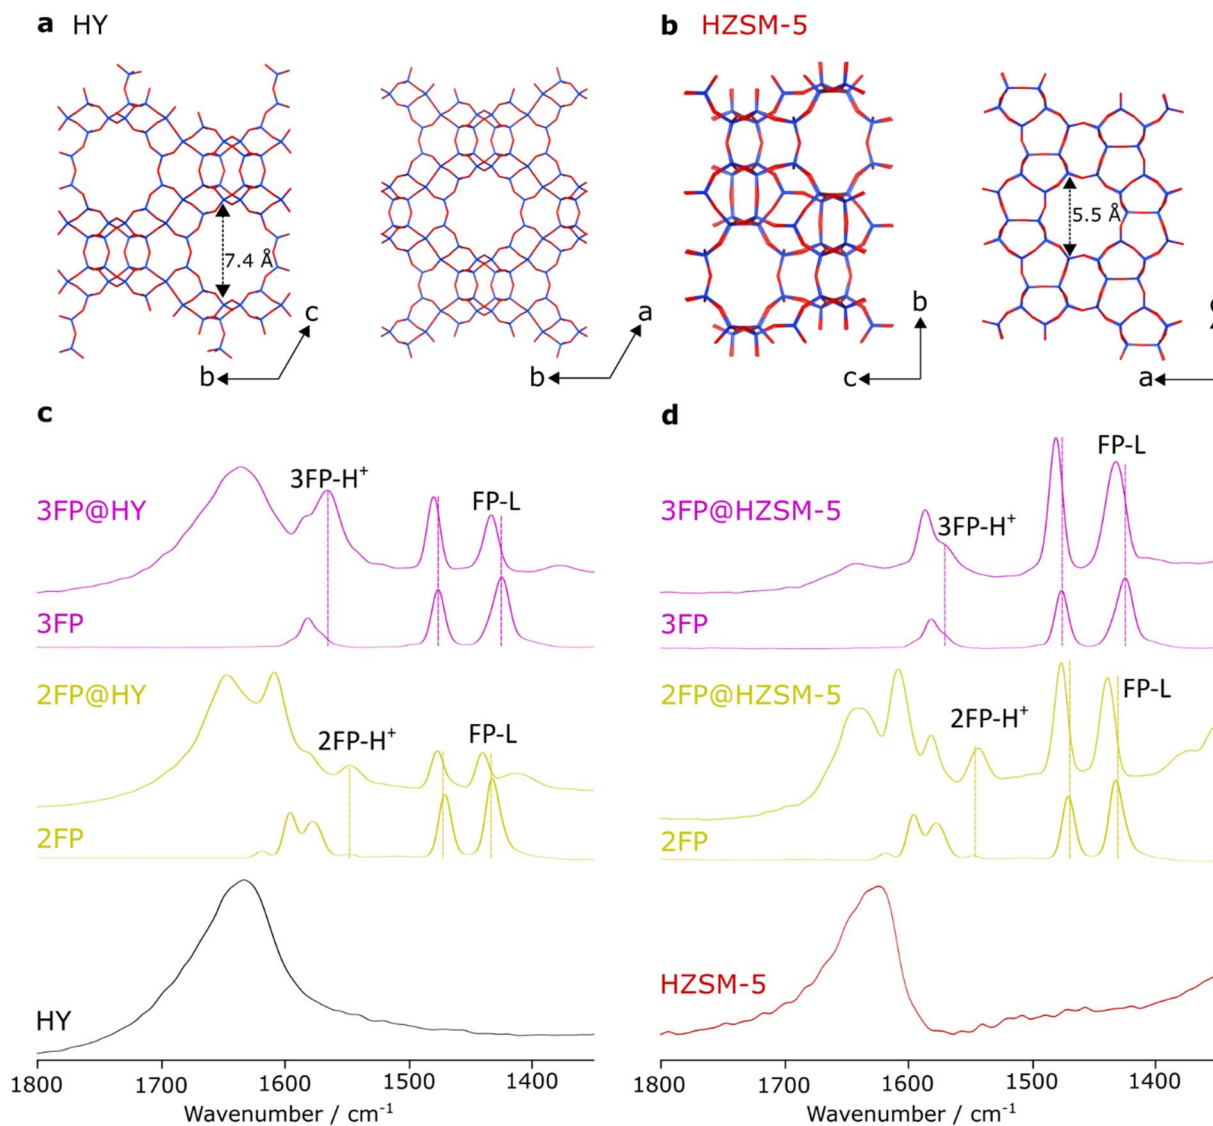 a HY
b HZSM-5
7.4 Å
c
b
a
b
b
c
5.5 Å
a
c
3FP-H⁺
FP-L
3FP@HY
3FP
2FP@HY
2FP-H⁺
FP-L
2FP
HY
1800 1700 1600 1500 1400
Wavenumber / cm⁻¹
d
FP-L
3FP@HZSM-5
3FP-H⁺
3FP
2FP@HZSM-5
FP-L
2FP-H⁺
2FP
HZSM-5
1800 1700 1600 1500 1400
Wavenumber / cm⁻¹